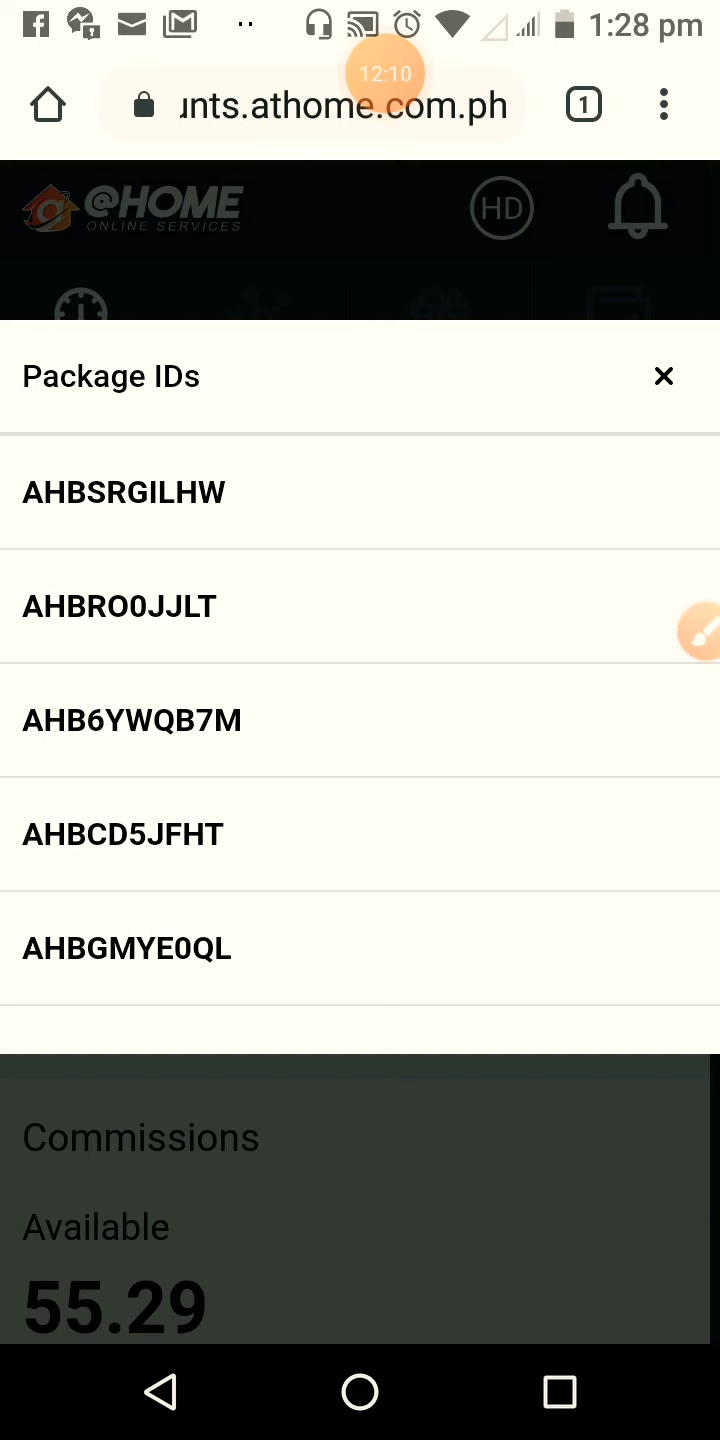 1:28 pm
12:10
unts.athome.com.ph
1
@HOME
ONLINE SERVICES
HD
Package IDs
AHBSRGILHW
AHBRO0JJLT
AHB6YWQB7M
AHBCD5JFHT
AHBGMYE0QL
Commissions
Available
55.29